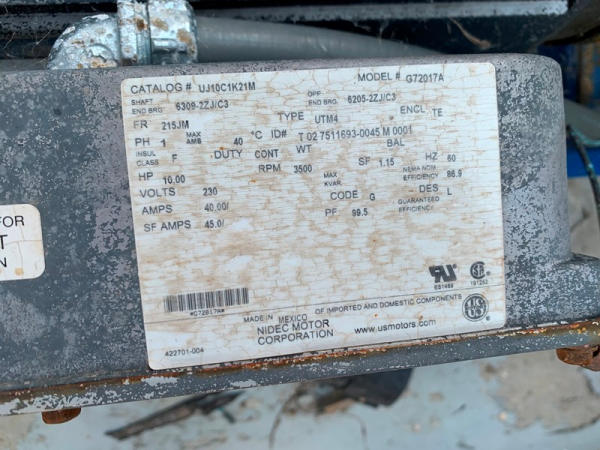 CATALOG # UJ10C1K21M MODEL # G72017A
SHAFT END BRG 6309-2ZJ/C3 OPP END BRG 6205-2ZJ/C3
FR 215JM TYPE UTM4 ENCL TE
PH 1 MAX AMB 40 °C ID# T 02 7511693-0045 M 0001
INSUL CLASS F DUTY CONT WT BAL
HP 10.00 RPM 3500 SF 1.15 HZ 60
VOLTS 230 MAX KVAR NEMA NOM EFFICIENCY 86.9
AMPS 40.0/ CODE G DES L
SF AMPS 45.0/ PF 99.5 GUARANTEED EFFICIENCY
*G72017A*
MADE IN MEXICO OF IMPORTED AND DOMESTIC COMPONENTS
NIDEC MOTOR CORPORATION www.usmotors.com
422701-004
FOR
T
N